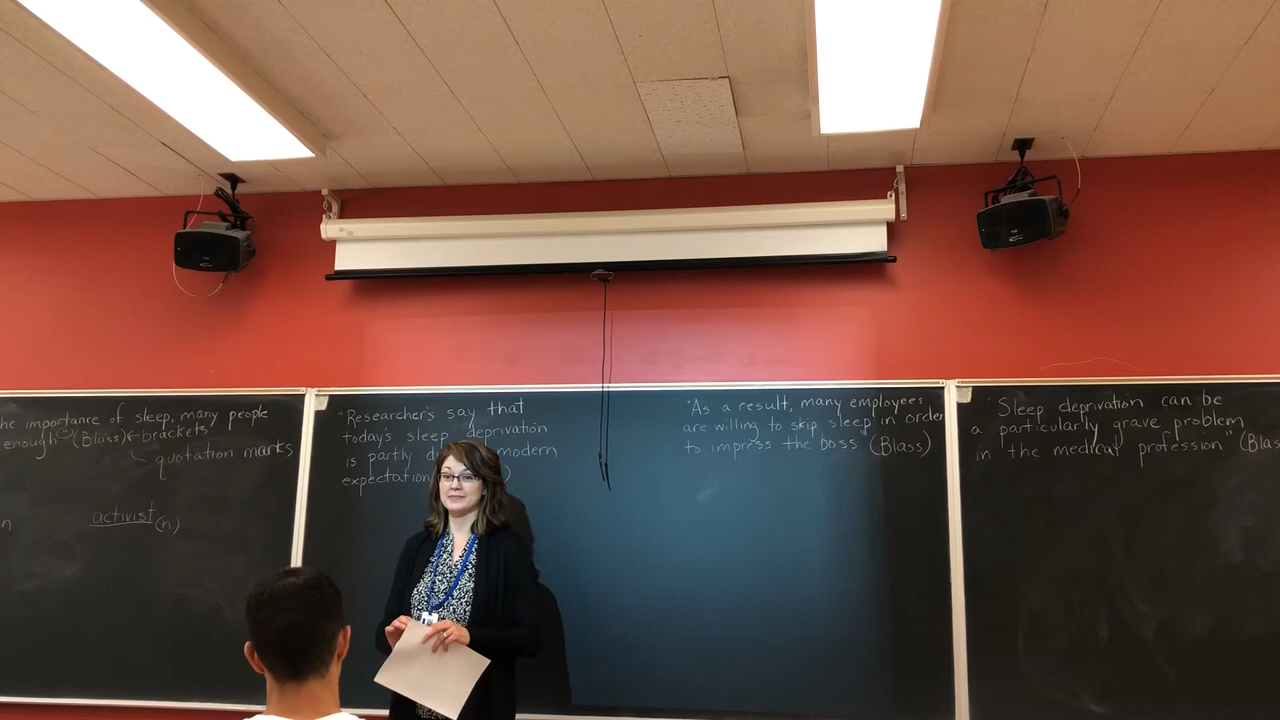 he importance of sleep, many people
enough" (Blass) ← brackets
quotation marks
n activist (n)
"Researcher's say that
today's sleep deprivation
is partly modern
expectation )
"As a result, many employees
are willing to skip sleep in order
to impress the boss" (Blass)
"Sleep deprivation can be
a particularly grave problem
in the medical profession" (Blas